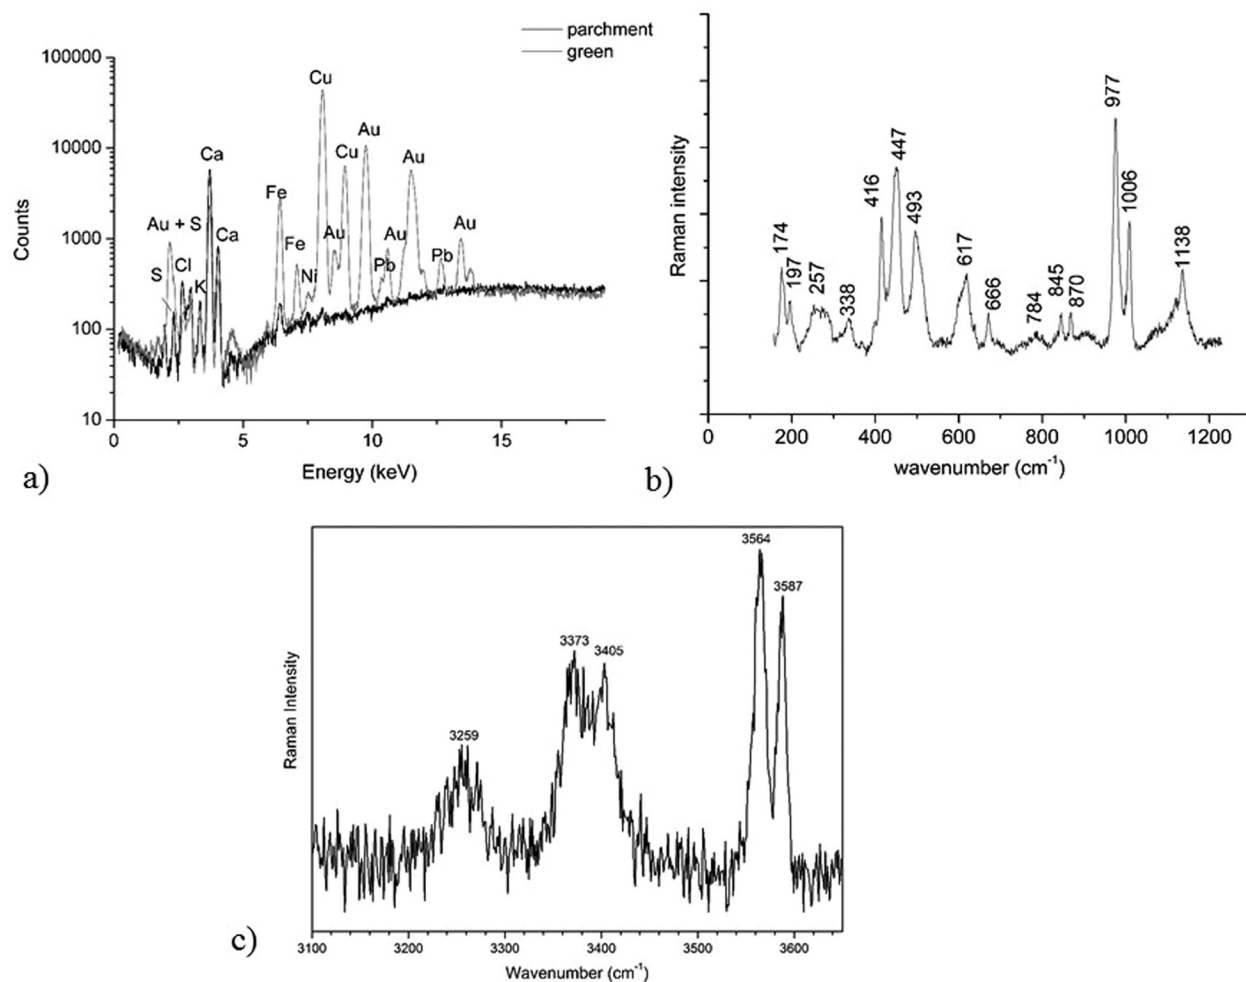 parchment
green
100000
10000
1000
100
10
Counts
Au + S
S
Cl
K
Ca
Ca
Fe
Fe
Ni
Cu
Au
Cu
Au
Pb
Au
Au
Pb
Au
0 5 10 15
Energy (keV)
a)
Raman intensity
174
197
257
338
416
447
493
617
666
784
845
870
977
1006
1138
0 200 400 600 800 1000 1200
wavenumber (cm⁻¹)
b)
Raman Intensity
3259
3373
3405
3564
3587
3100 3200 3300 3400 3500 3600
Wavenumber (cm⁻¹)
c)